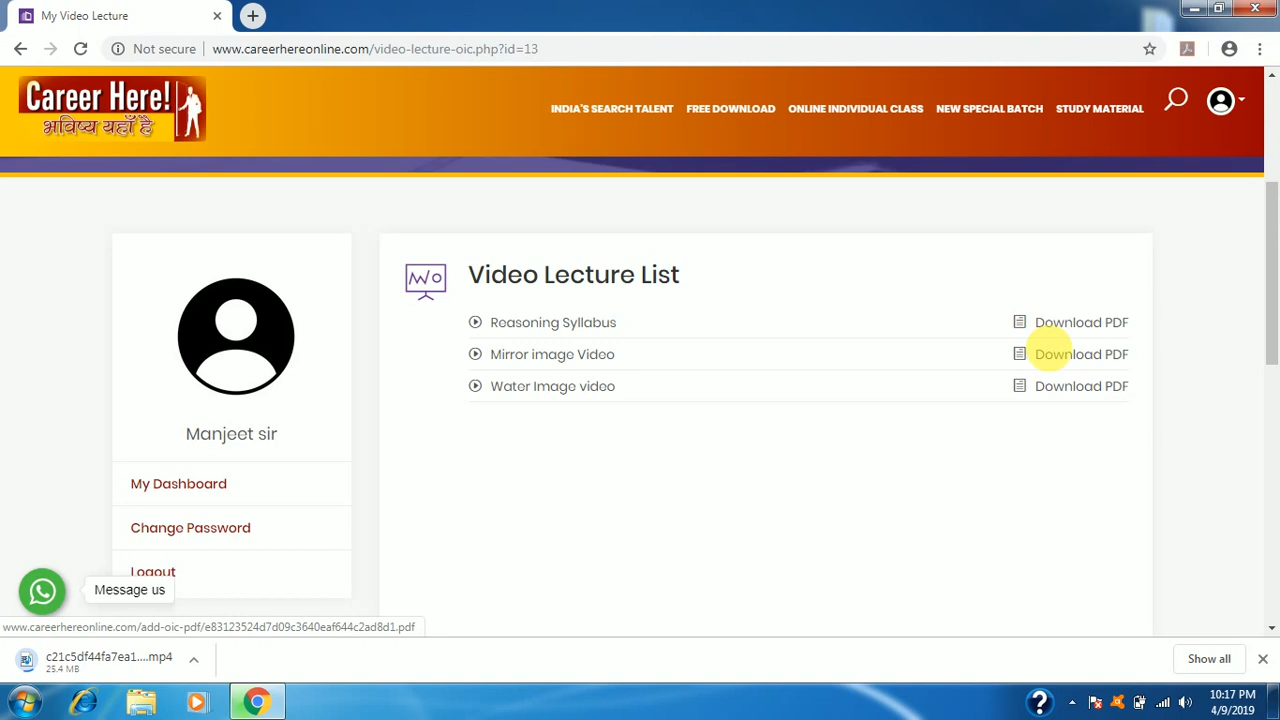 My Video Lecture
Not secure
www.careerhereonline.com/video-lecture-oic.php?id=13
Career Here!
भविष्य यहाँ है
INDIA'S SEARCH TALENT
FREE DOWNLOAD
ONLINE INDIVIDUAL CLASS
NEW SPECIAL BATCH
STUDY MATERIAL
Video Lecture List
Reasoning Syllabus Download PDF
Mirror image Video Download PDF
Water Image video Download PDF
Manjeet sir
My Dashboard
Change Password
Logout
Message us
www.careerhereonline.com/add-oic-pdf/e83123524d7d09c3640eaf644c2ad8d1.pdf
c21c5df44fa7ea1....mp4
25.4 MB
Show all
10:17 PM
4/9/2019